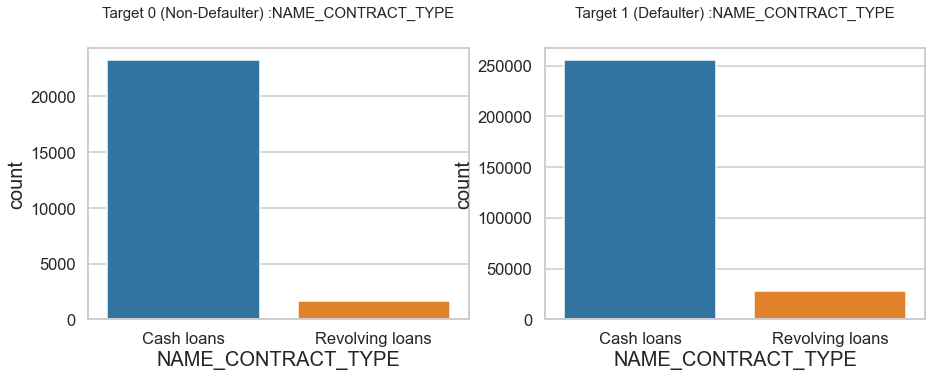 Target 0 (Non-Defaulter) :NAME_CONTRACT_TYPE
count
20000
15000
10000
5000
0
Cash loans
Revolving loans
NAME_CONTRACT_TYPE
Target 1 (Defaulter) :NAME_CONTRACT_TYPE
count
250000
200000
150000
100000
50000
0
Cash loans
Revolving loans
NAME_CONTRACT_TYPE